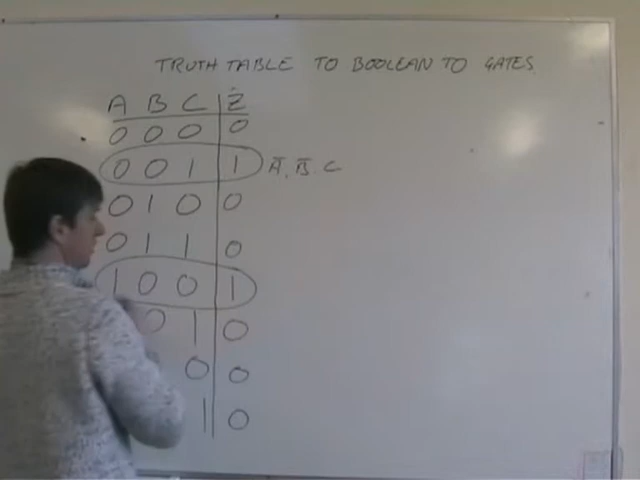 TRUTH TABLE TO BOOLEAN TO GATES
A B C Z
0 0 0 0
0 0 1 1 Ā. B̄. C
0 1 0 0
0 1 1 0
1 0 0 1
0 1 0
0 0
1 0